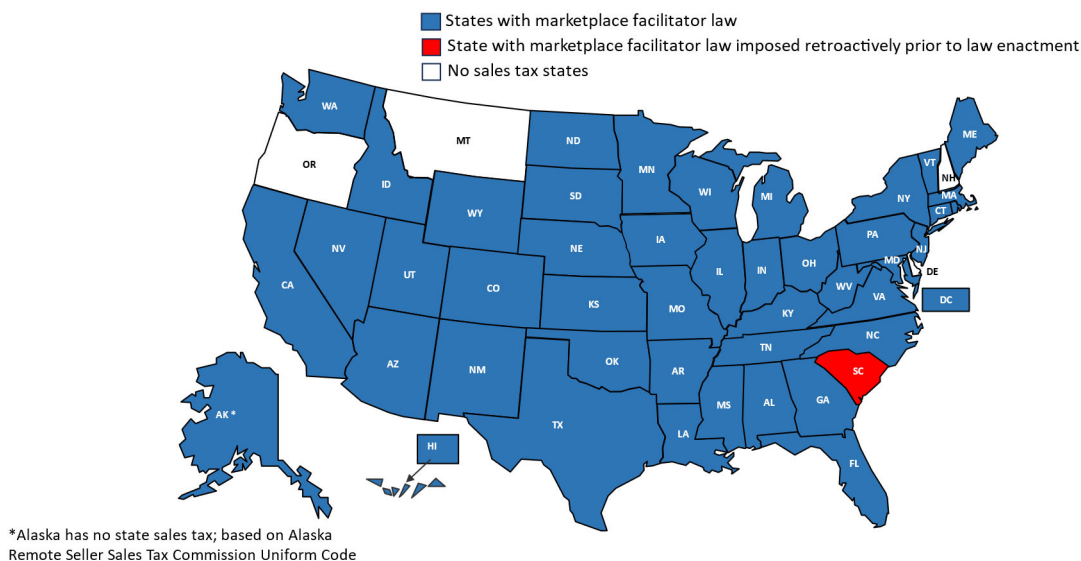 States with marketplace facilitator law
State with marketplace facilitator law imposed retroactively prior to law enactment
No sales tax states
WA
MT
ND
MN
ME
OR
ID
SD
WI
MI
VT
NH
NY
MA
CT
WY
IA
PA
NJ
NV
NE
OH
MD
DE
UT
CO
IL
IN
WV
VA
DC
CA
KS
MO
KY
NC
AZ
NM
OK
AR
TN
SC
AK *
TX
MS
AL
GA
LA
FL
HI
*Alaska has no state sales tax; based on Alaska
Remote Seller Sales Tax Commission Uniform Code